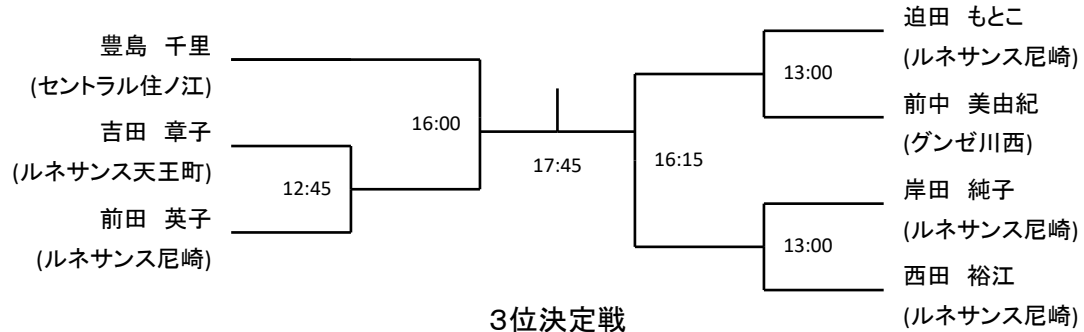 豊島　千里
(セントラル住ノ江)
吉田　章子
(ルネサンス天王町)
前田　英子
(ルネサンス尼崎)
12:45
16:00
17:45
16:15
13:00
13:00
迫田　もとこ
(ルネサンス尼崎)
前中　美由紀
(グンゼ川西)
岸田　純子
(ルネサンス尼崎)
西田　裕江
(ルネサンス尼崎)
3位決定戦